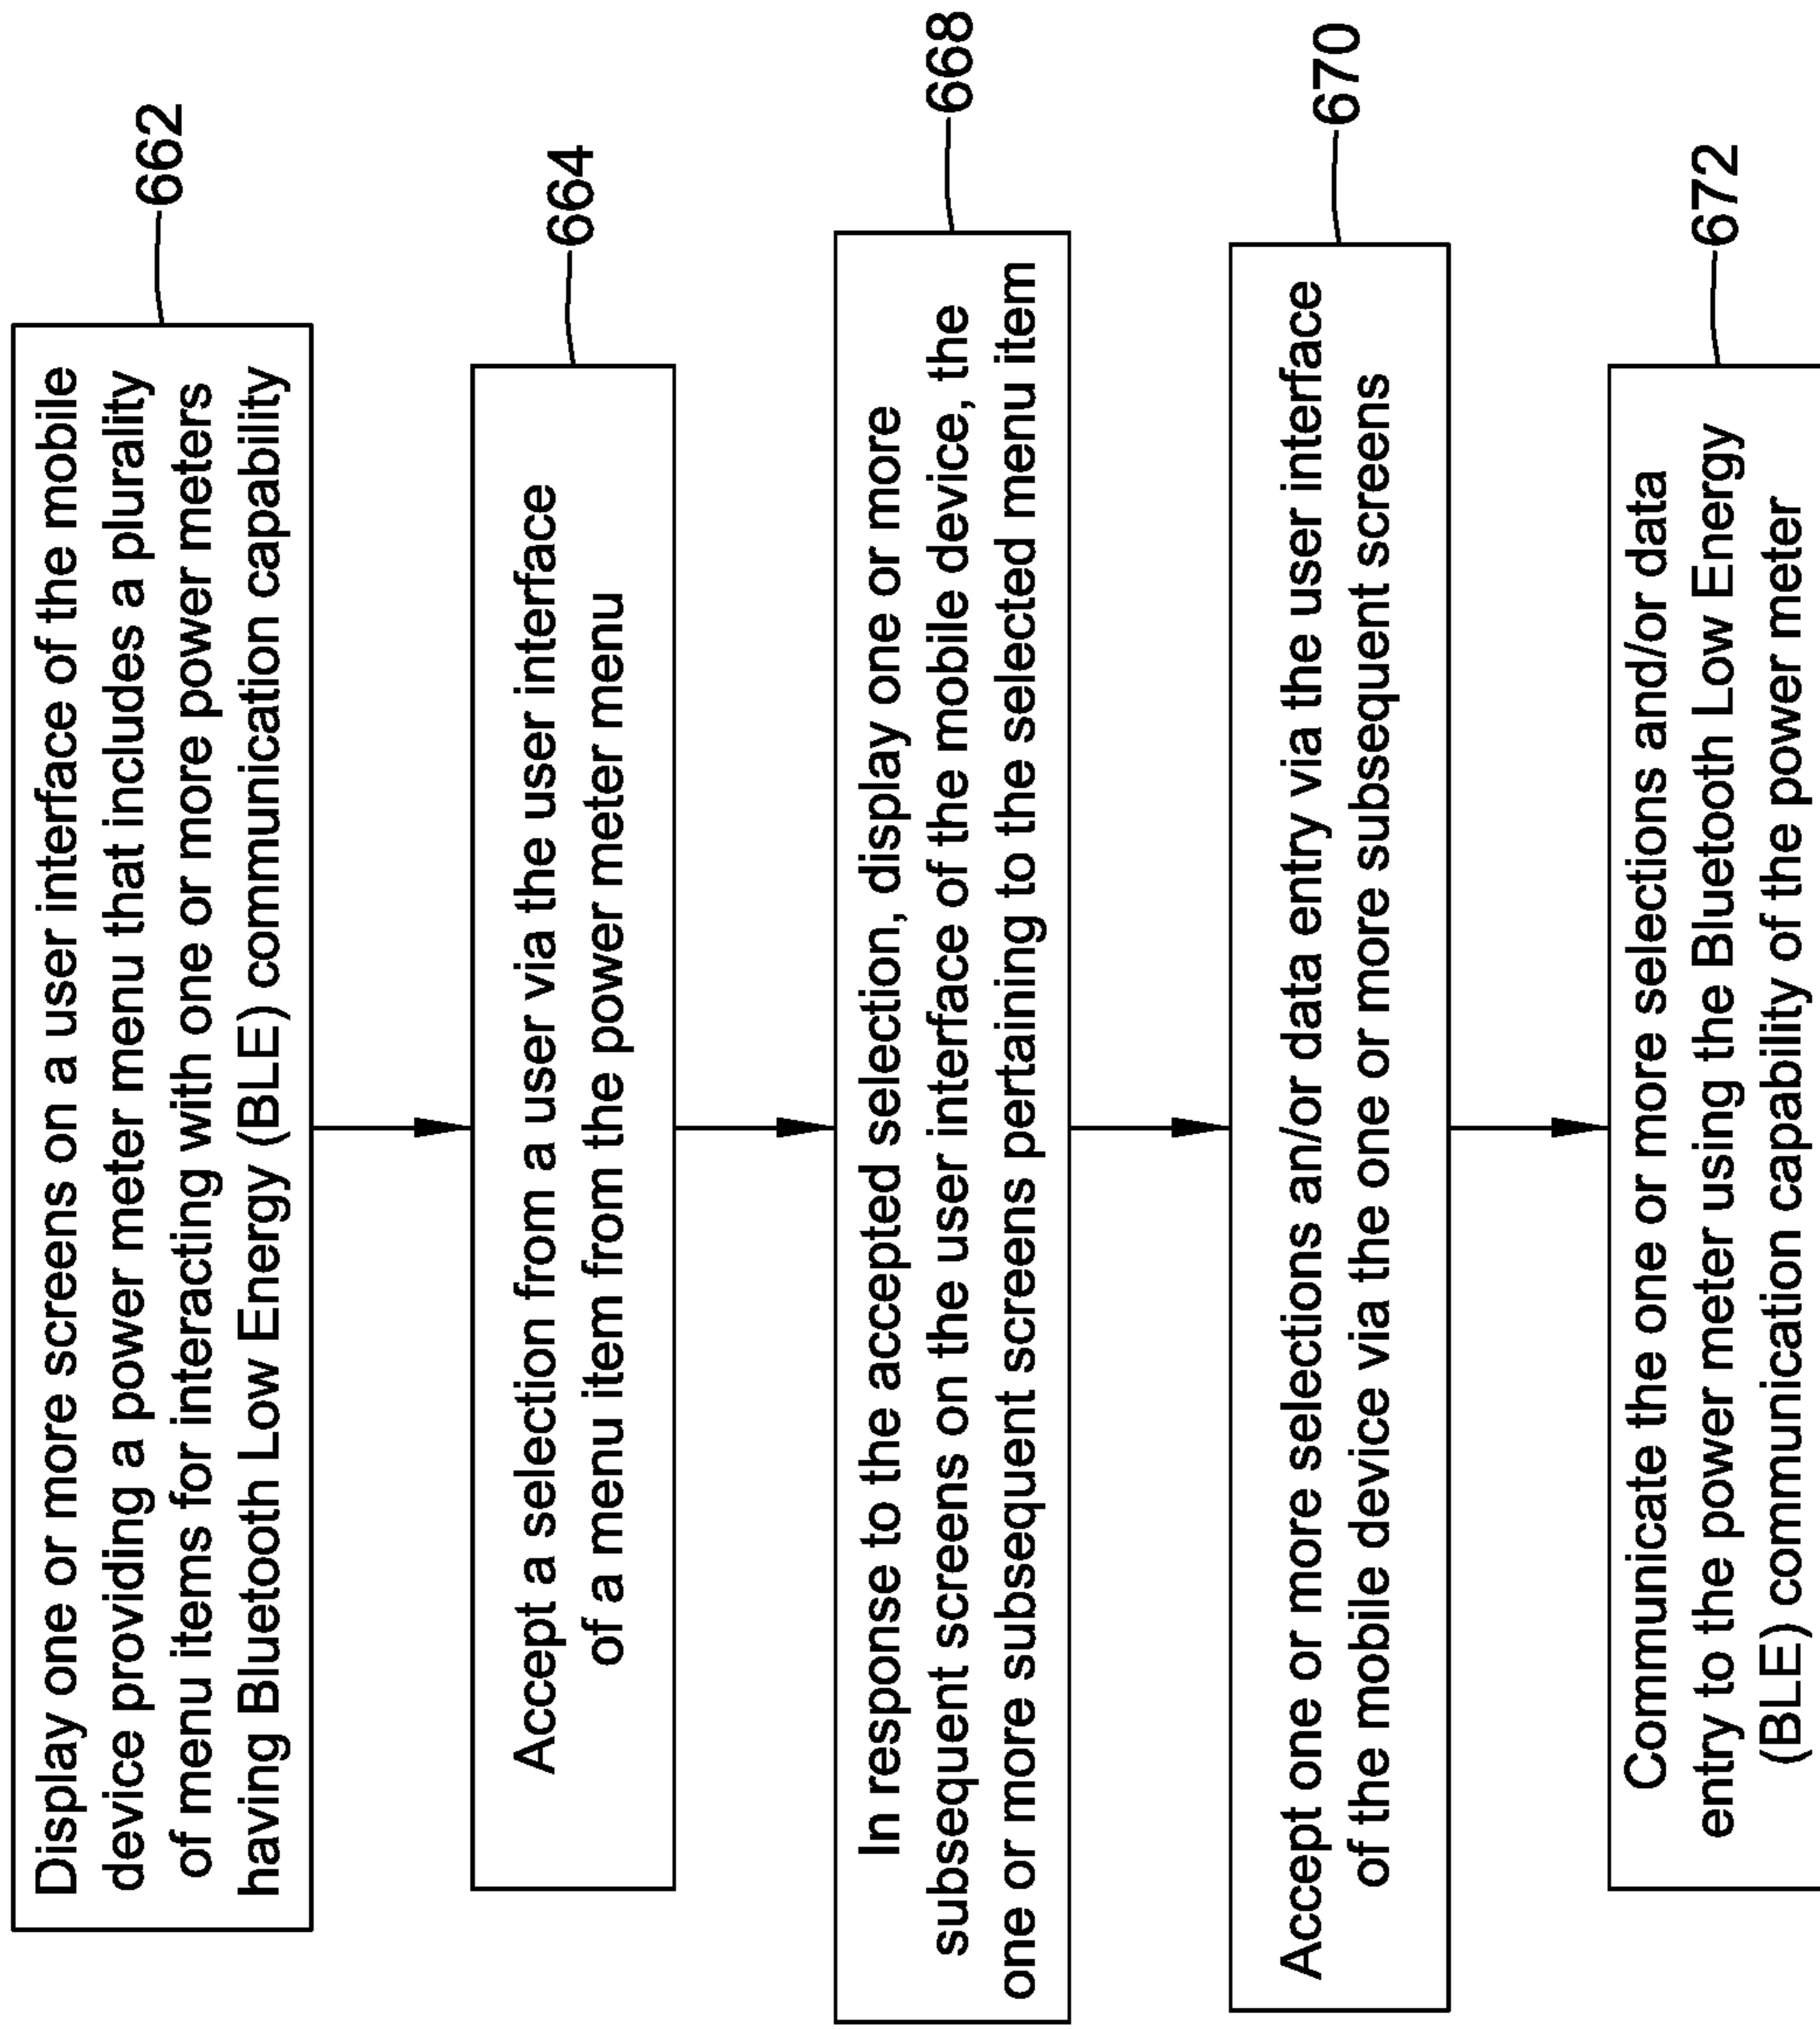 Display one or more screens on a user interface of the mobile
device providing a power meter menu that includes a plurality
of menu items for interacting with one or more power meters
having Bluetooth Low Energy (BLE) communication capability
662
Accept a selection from a user via the user interface
of a menu item from the power meter menu
664
In response to the accepted selection, display one or more
subsequent screens on the user interface of the mobile device, the
one or more subsequent screens pertaining to the selected menu item
668
Accept one or more selections an/or data entry via the user interface
of the mobile device via the one or more subsequent screens
670
Communicate the one or more selections and/or data
entry to the power meter using the Bluetooth Low Energy
(BLE) communication capability of the power meter
672